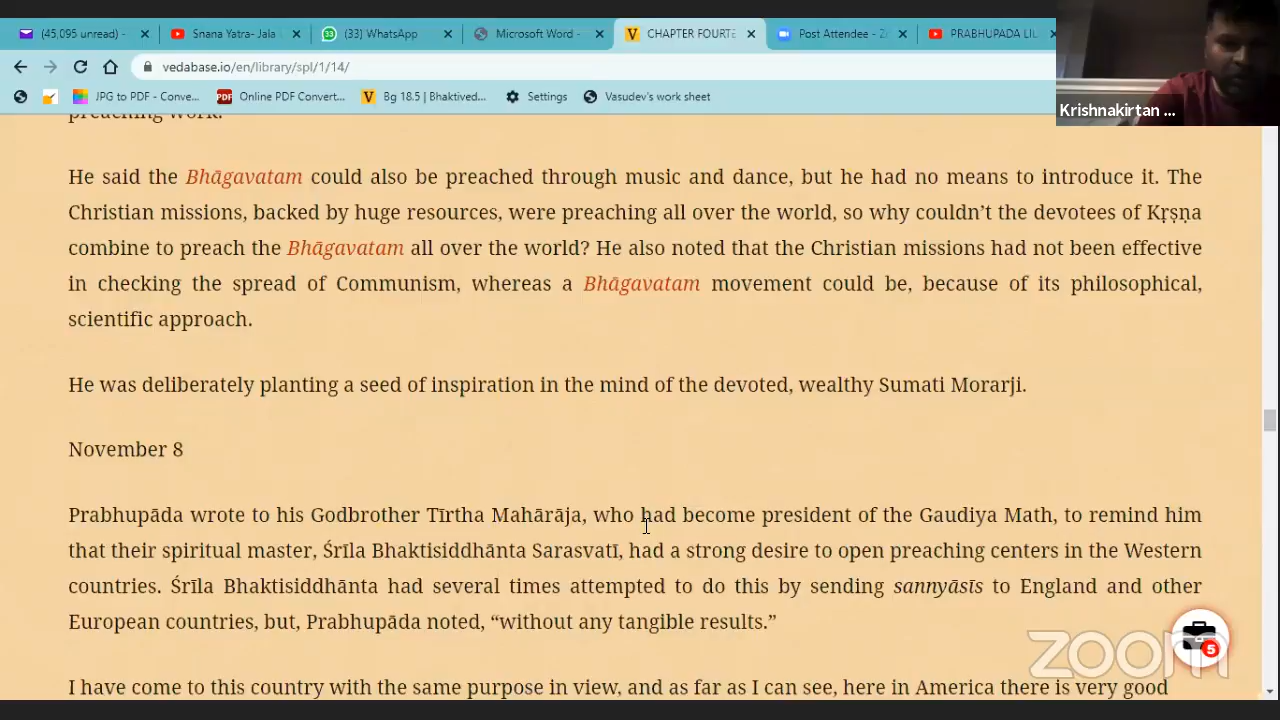 (45,095 unread) -
Snana Yatra- Jala
(33) WhatsApp
Microsoft Word -
CHAPTER FOURTE
Post Attendee - Z
PRABHUPADA LIL
vedabase.io/en/library/spl/1/14/
JPG to PDF - Conve...
Online PDF Convert...
Bg 18.5 | Bhaktived...
Settings
Vasudev's work sheet
Krishnakirtan ...
preaching work.
He said the Bhāgavatam could also be preached through music and dance, but he had no means to introduce it. The
Christian missions, backed by huge resources, were preaching all over the world, so why couldn’t the devotees of Kṛṣṇa
combine to preach the Bhāgavatam all over the world? He also noted that the Christian missions had not been effective
in checking the spread of Communism, whereas a Bhāgavatam movement could be, because of its philosophical,
scientific approach.
He was deliberately planting a seed of inspiration in the mind of the devoted, wealthy Sumati Morarji.
November 8
Prabhupāda wrote to his Godbrother Tīrtha Mahārāja, who had become president of the Gaudiya Math, to remind him
that their spiritual master, Śrīla Bhaktisiddhānta Sarasvatī, had a strong desire to open preaching centers in the Western
countries. Śrīla Bhaktisiddhānta had several times attempted to do this by sending sannyāsīs to England and other
European countries, but, Prabhupāda noted, “without any tangible results.”
5
zoom
I have come to this country with the same purpose in view, and as far as I can see, here in America there is very good